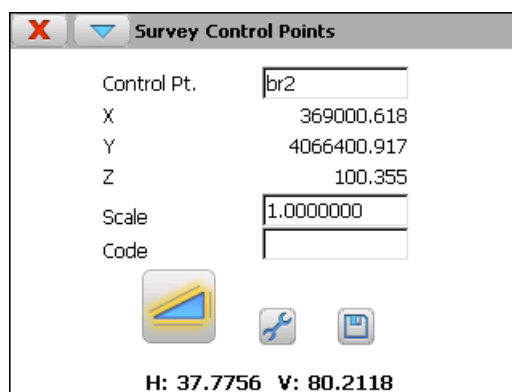 X Survey Control Points
Control Pt. br2
X 369000.618
Y 4066400.917
Z 100.355
Scale 1.0000000
Code
H: 37.7756 V: 80.2118